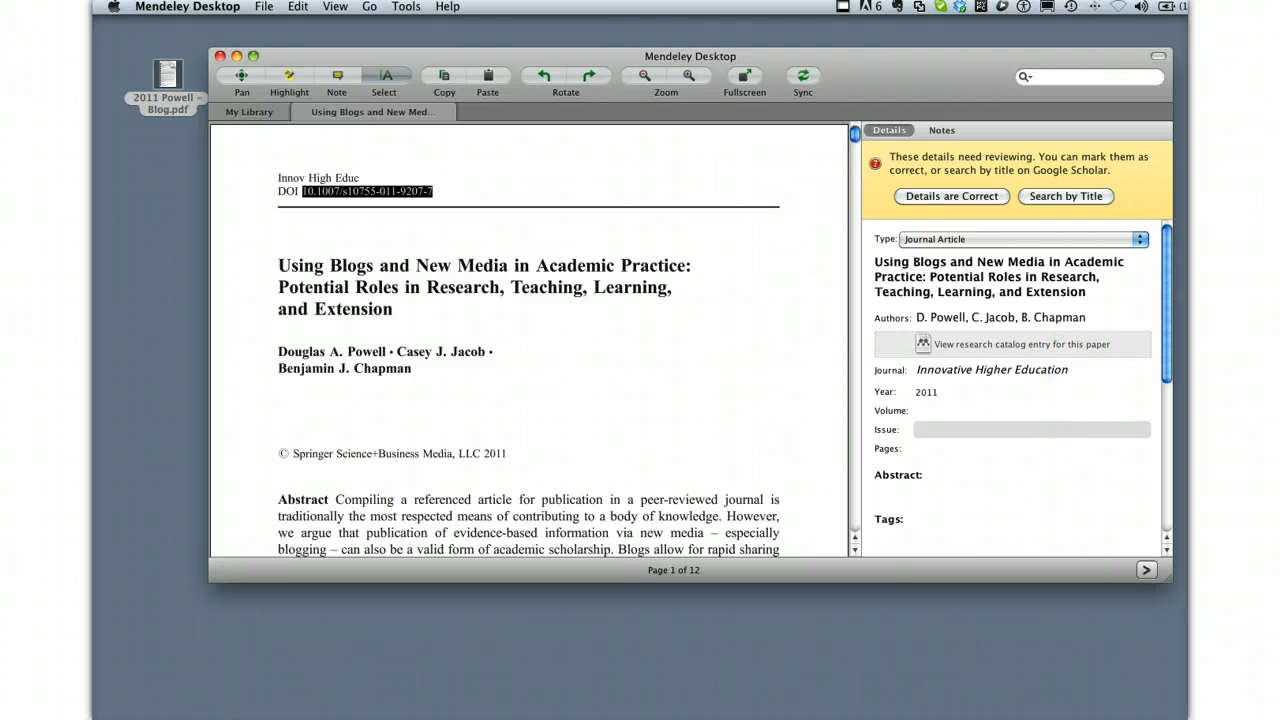 Mendeley Desktop File Edit View Go Tools Help
6
2011 Powell –
Blog.pdf
Mendeley Desktop
Pan Highlight Note Select Copy Paste Rotate Zoom Fullscreen Sync
My Library Using Blogs and New Med...
Innov High Educ
DOI 10.1007/s10755-011-9207-7
Using Blogs and New Media in Academic Practice:
Potential Roles in Research, Teaching, Learning,
and Extension
Douglas A. Powell · Casey J. Jacob ·
Benjamin J. Chapman
© Springer Science+Business Media, LLC 2011
Abstract Compiling a referenced article for publication in a peer-reviewed journal is
traditionally the most respected means of contributing to a body of knowledge. However,
we argue that publication of evidence-based information via new media – especially
blogging – can also be a valid form of academic scholarship. Blogs allow for rapid sharing
Page 1 of 12
Details Notes
These details need reviewing. You can mark them as
correct, or search by title on Google Scholar.
Details are Correct Search by Title
Type: Journal Article
Using Blogs and New Media in Academic
Practice: Potential Roles in Research,
Teaching, Learning, and Extension
Authors: D. Powell, C. Jacob, B. Chapman
View research catalog entry for this paper
Journal: Innovative Higher Education
Year: 2011
Volume:
Issue:
Pages:
Abstract:
Tags: